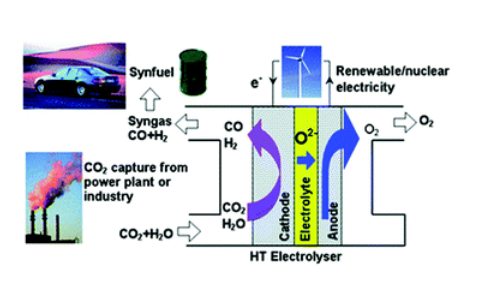 Synfuel
e-
Renewable/nuclear
electricity
Syngas
CO+H₂
CO
H₂
O²⁻
O₂
O₂
CO₂ capture from
power plant or
industry
CO₂
H₂O
CO₂+H₂O
Cathode
Electrolyte
Anode
HT Electrolyser